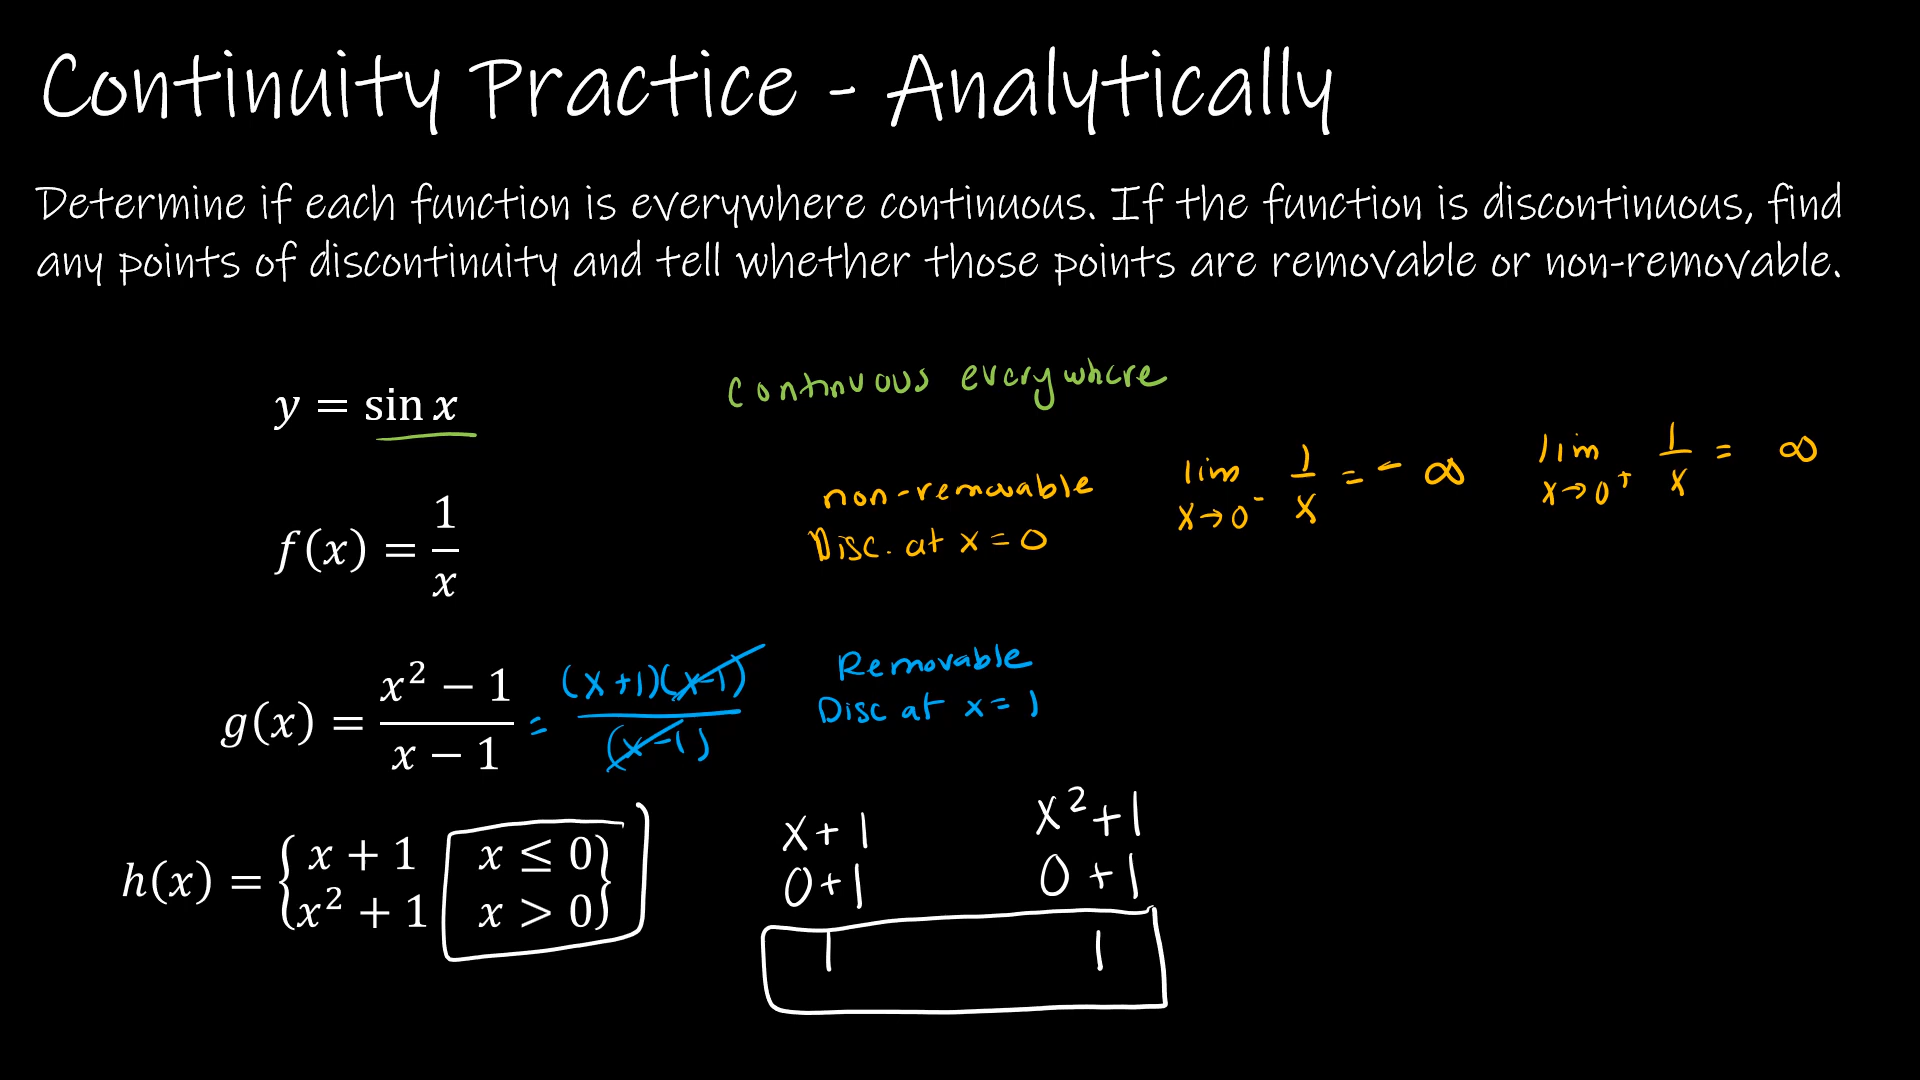 Continuity Practice - Analytically
Determine if each function is everywhere continuous. If the function is discontinuous, find
any points of discontinuity and tell whether those points are removable or non-removable.
y = sin x
Continuous everywhere
f(x) = 1/x
non-removable
Disc. at x = 0
lim x→0⁻ 1/x = - ∞
lim x→0⁺ 1/x = ∞
g(x) = (x² − 1)/(x − 1) = (x+1)(x-1)/(x-1)
Removable
Disc at x = 1
h(x) = { x + 1 x ≤ 0
x² + 1 x > 0 }
x+1 x²+1
0+1 0+1
1 1